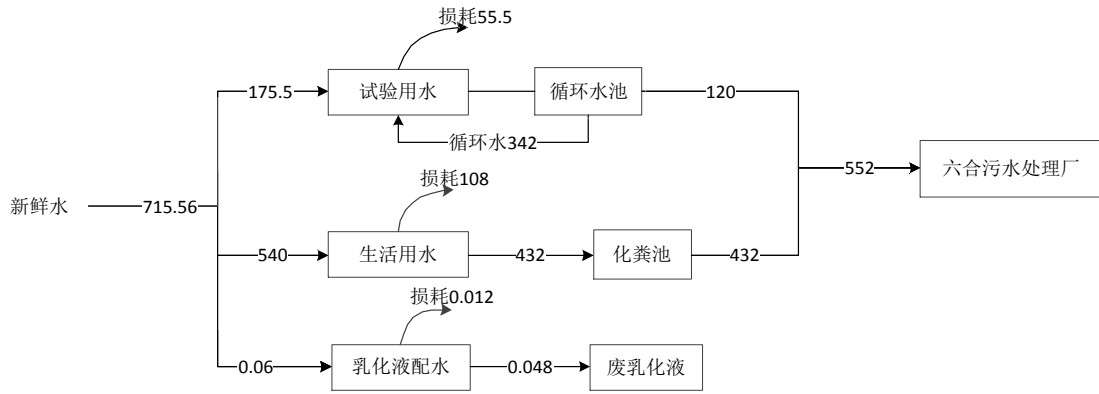 损耗55.5
175.5
试验用水
循环水池
120
循环水342
552
六合污水处理厂
损耗108
新鲜水
715.56
540
生活用水
432
化粪池
432
损耗0.012
0.06
乳化液配水
0.048
废乳化液